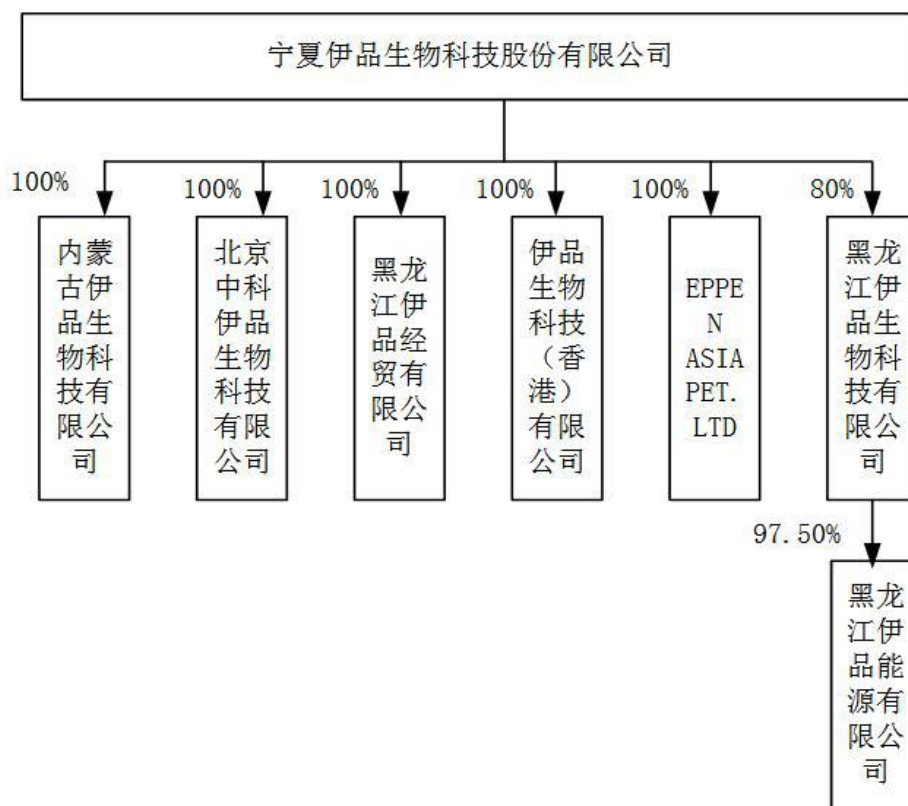 宁夏伊品生物科技股份有限公司
100%
100%
100%
100%
100%
80%
内蒙
古伊
品生
物科
技有
限公
司
北京
中科
伊品
生物
科技
有限
公司
黑龙
江伊
品经
贸有
限公
司
伊品
生物
科技
（香
港）
有限
公司
EPPE
N
ASIA
PET.
LTD
黑龙
江伊
品生
物科
技有
限公
司
97.50%
黑龙
江伊
品能
源有
限公
司